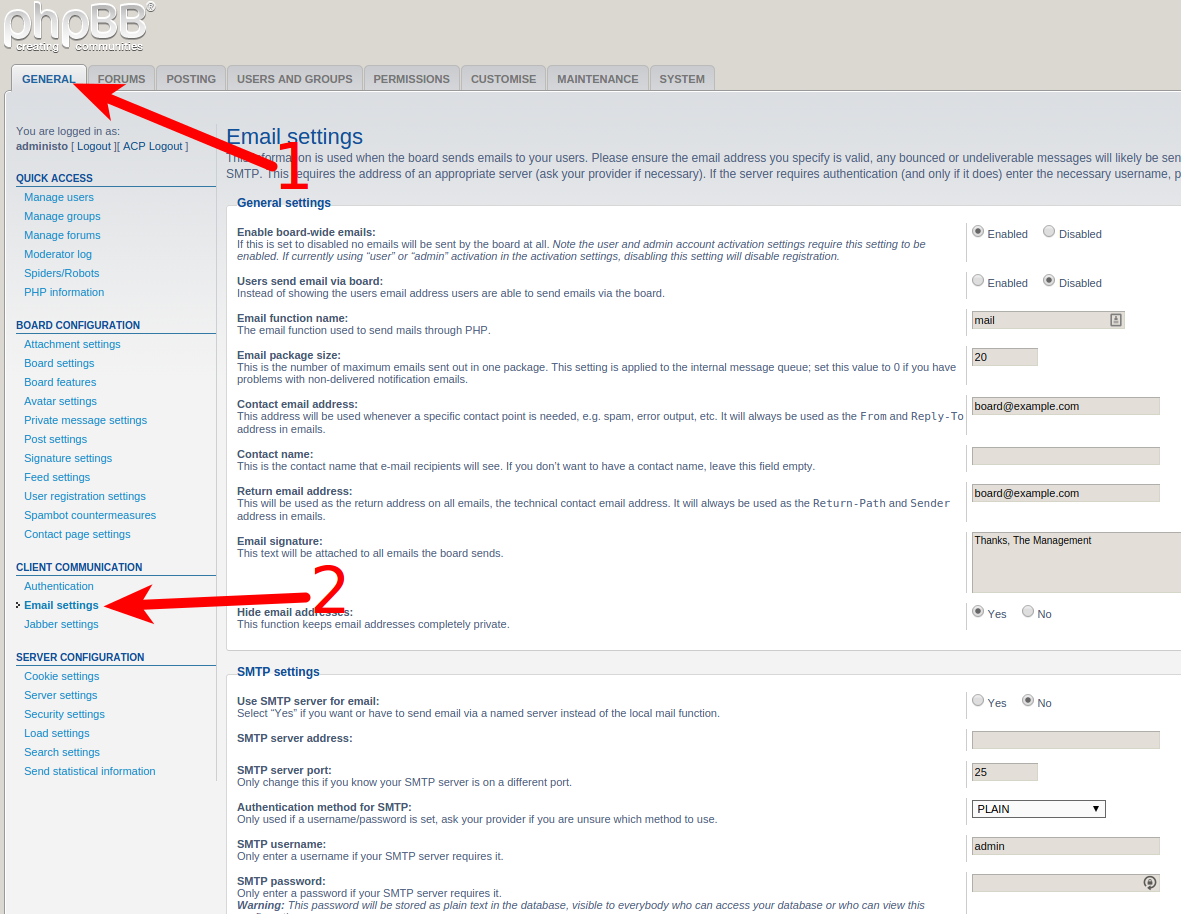 phpBB®
creating communities
GENERAL FORUMS POSTING USERS AND GROUPS PERMISSIONS CUSTOMISE MAINTENANCE SYSTEM
You are logged in as:
administo [ Logout ][ ACP Logout ]
QUICK ACCESS
Manage users
Manage groups
Manage forums
Moderator log
Spiders/Robots
PHP information
BOARD CONFIGURATION
Attachment settings
Board settings
Board features
Avatar settings
Private message settings
Post settings
Signature settings
Feed settings
User registration settings
Spambot countermeasures
Contact page settings
CLIENT COMMUNICATION
Authentication
Email settings
Jabber settings
SERVER CONFIGURATION
Cookie settings
Server settings
Security settings
Load settings
Search settings
Send statistical information
1
2
Email settings
This information is used when the board sends emails to your users. Please ensure the email address you specify is valid, any bounced or undeliverable messages will likely be sen
SMTP. This requires the address of an appropriate server (ask your provider if necessary). If the server requires authentication (and only if it does) enter the necessary username, p
General settings
Enable board-wide emails:
If this is set to disabled no emails will be sent by the board at all. Note the user and admin account activation settings require this setting to be
enabled. If currently using “user” or “admin” activation in the activation settings, disabling this setting will disable registration.
Enabled Disabled
Users send email via board:
Instead of showing the users email address users are able to send emails via the board.
Enabled Disabled
Email function name:
The email function used to send mails through PHP.
mail
Email package size:
This is the number of maximum emails sent out in one package. This setting is applied to the internal message queue; set this value to 0 if you have
problems with non-delivered notification emails.
20
Contact email address:
This address will be used whenever a specific contact point is needed, e.g. spam, error output, etc. It will always be used as the From and Reply-To
address in emails.
board@example.com
Contact name:
This is the contact name that e-mail recipients will see. If you don’t want to have a contact name, leave this field empty.
Return email address:
This will be used as the return address on all emails, the technical contact email address. It will always be used as the Return-Path and Sender
address in emails.
board@example.com
Email signature:
This text will be attached to all emails the board sends.
Thanks, The Management
Hide email addresses:
This function keeps email addresses completely private.
Yes No
SMTP settings
Use SMTP server for email:
Select “Yes” if you want or have to send email via a named server instead of the local mail function.
Yes No
SMTP server address:
SMTP server port:
Only change this if you know your SMTP server is on a different port.
25
Authentication method for SMTP:
Only used if a username/password is set, ask your provider if you are unsure which method to use.
PLAIN
SMTP username:
Only enter a username if your SMTP server requires it.
admin
SMTP password:
Only enter a password if your SMTP server requires it.
Warning: This password will be stored as plain text in the database, visible to everybody who can access your database or who can view this